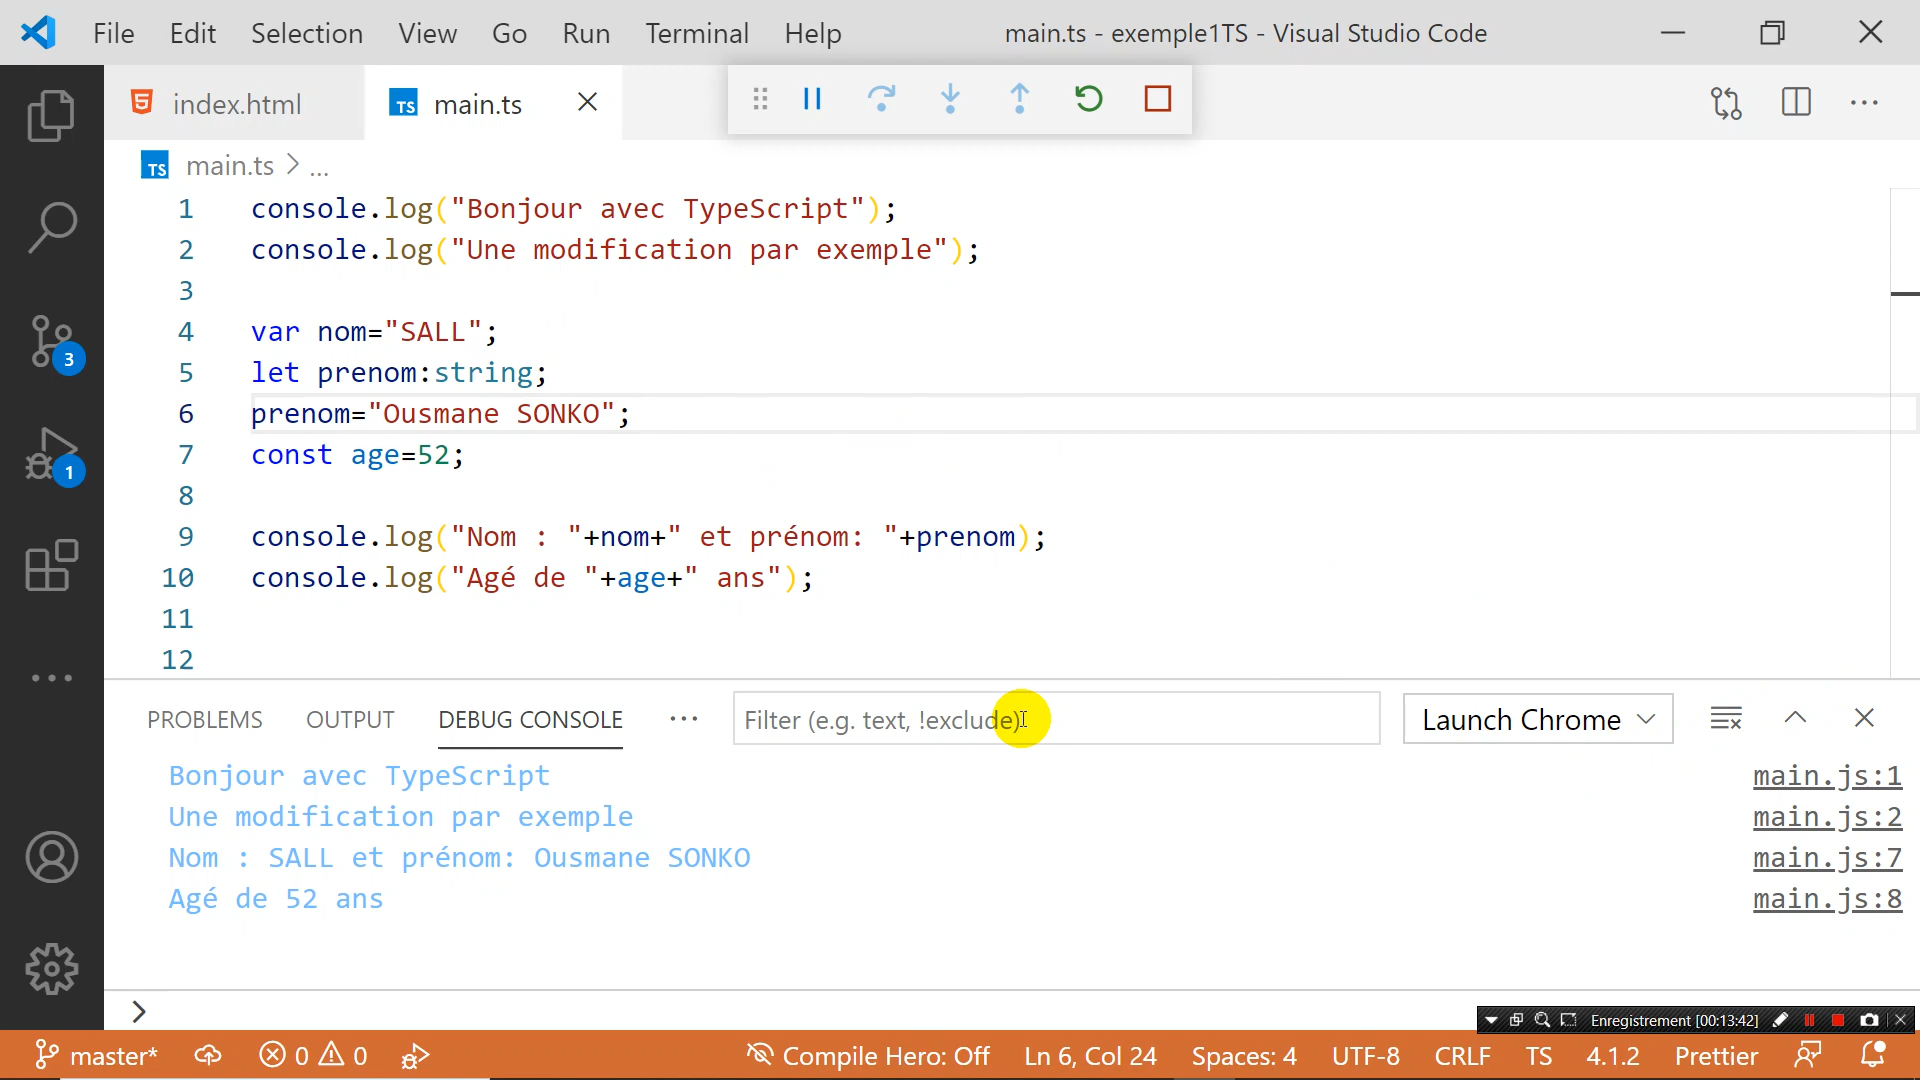 File Edit Selection View Go Run Terminal Help main.ts - exemple1TS - Visual Studio Code
index.html TS main.ts
TS main.ts > ...
1 console.log("Bonjour avec TypeScript");
2 console.log("Une modification par exemple");
3
4 var nom="SALL";
5 let prenom:string;
6 prenom="Ousmane SONKO";
7 const age=52;
8
9 console.log("Nom : "+nom+" et prénom: "+prenom);
10 console.log("Agé de "+age+" ans");
11
12
3
1
PROBLEMS OUTPUT DEBUG CONSOLE ... Filter (e.g. text, !exclude) Launch Chrome
Bonjour avec TypeScript main.js:1
Une modification par exemple main.js:2
Nom : SALL et prénom: Ousmane SONKO main.js:7
Agé de 52 ans main.js:8
>
Enregistrement [00:13:42]
master* 0 0 Compile Hero: Off Ln 6, Col 24 Spaces: 4 UTF-8 CRLF TS 4.1.2 Prettier